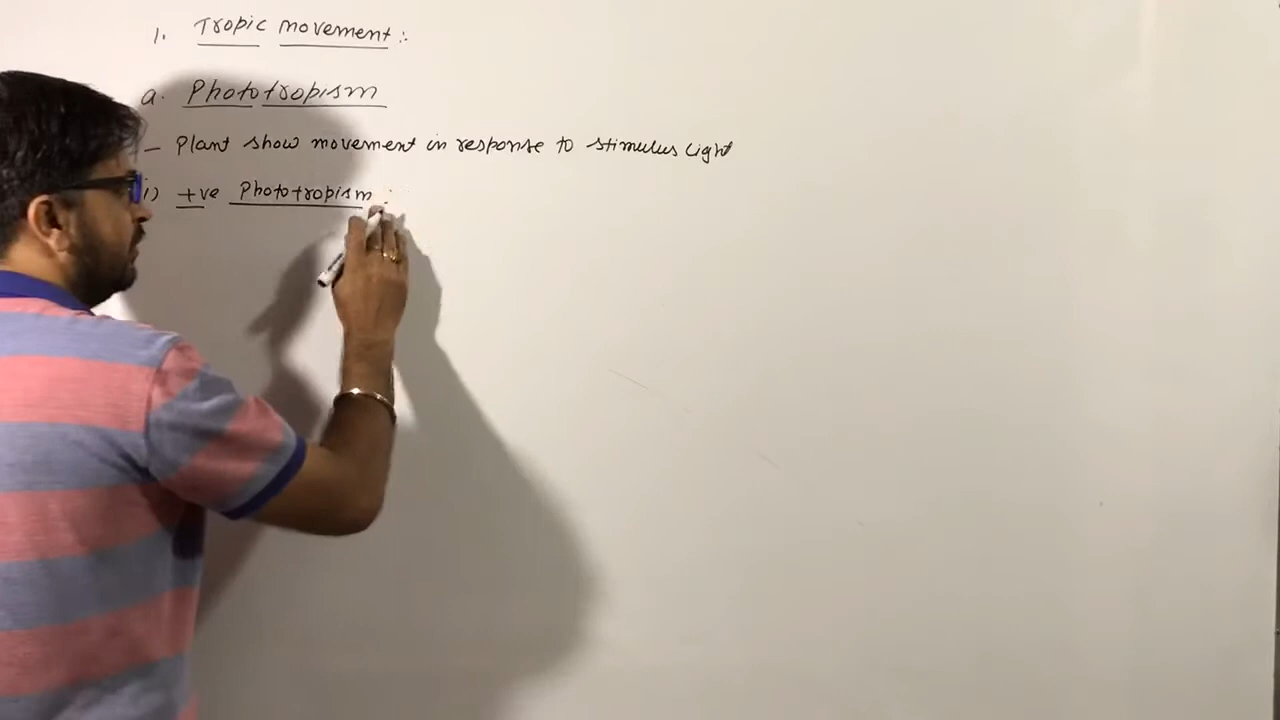 1. Tropic movement :
a. Phototropism
- Plant show movement in response to stimulus light
i) +ve Phototropism :